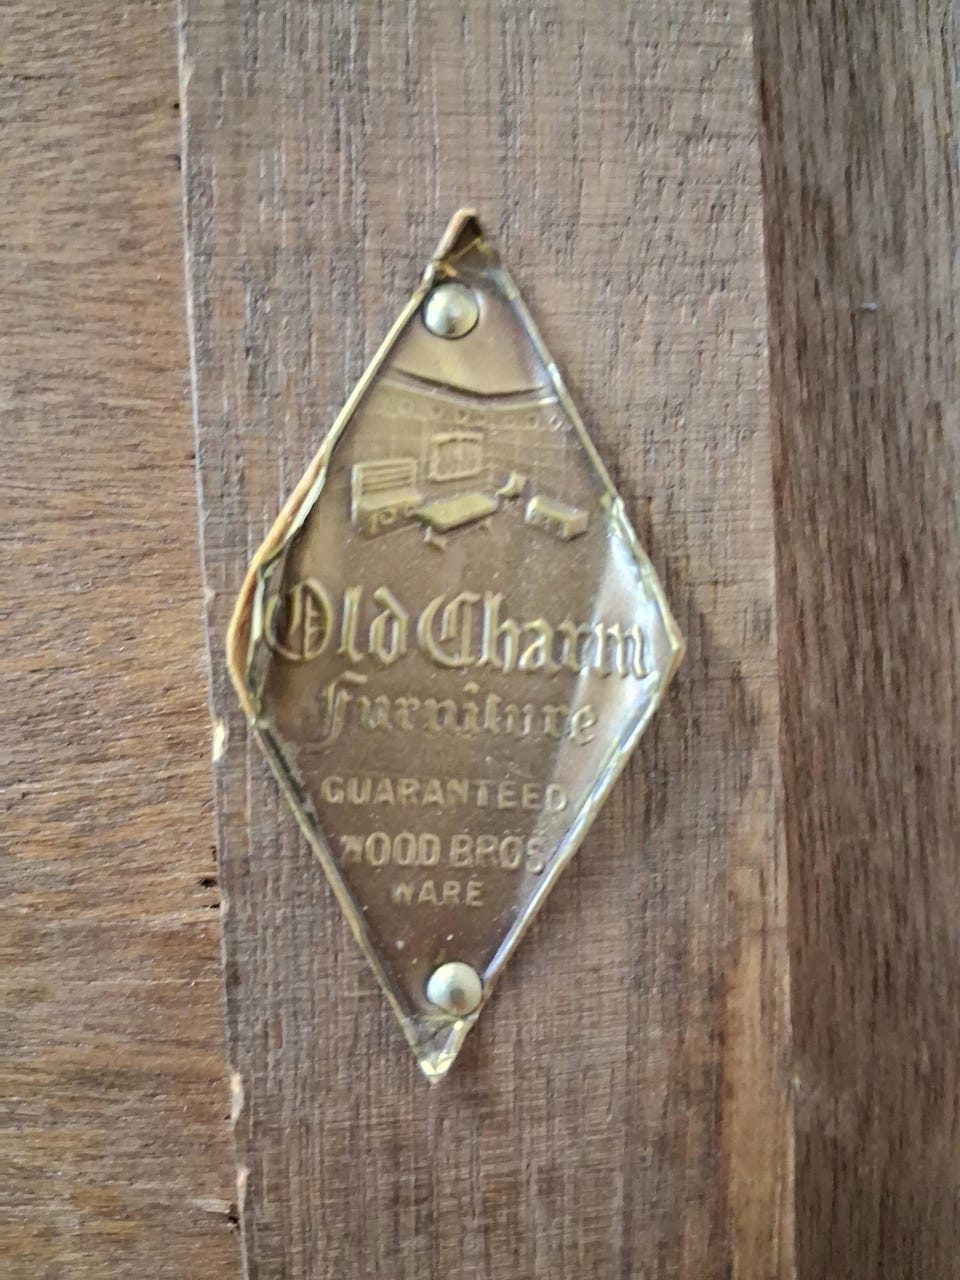 Old Charm
Furniture
GUARANTEED
WOOD BROS
WARE